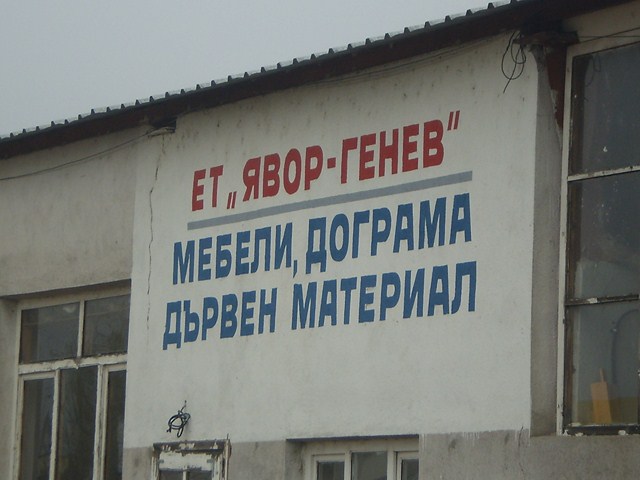 ЕТ „ЯВОР-ГЕНЕВ”
МЕБЕЛИ, ДОГРАМА
ДЪРВЕН МАТЕРИАЛ